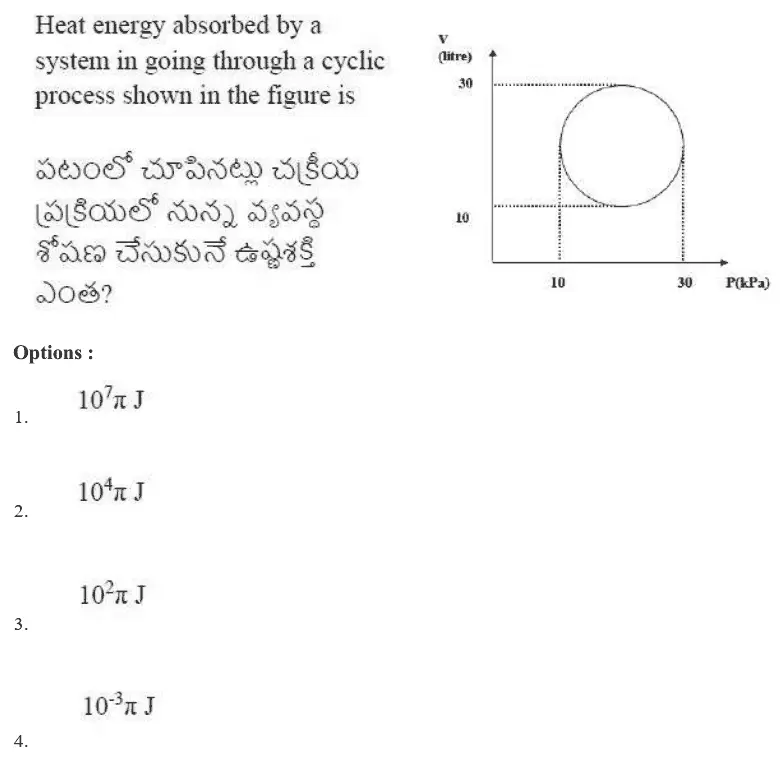 Heat energy absorbed by a
system in going through a cyclic
process shown in the figure is
పటంలో చూపినట్లు చక్రీయ
ప్రక్రియలో నున్న వ్యవస్థ
శోషణ చేసుకునే ఉష్ణశక్తి
ఎంత?
V
(litre)
30
10
10 30 P(kPa)
Options :
10⁷π J
1.
10⁴π J
2.
10²π J
3.
10⁻³π J
4.